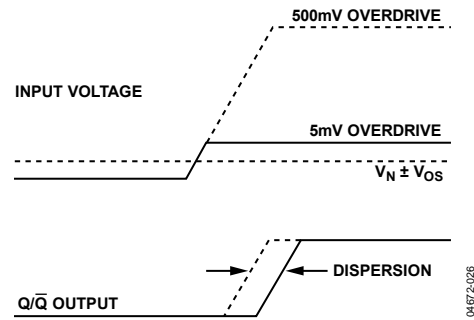 500mV OVERDRIVE
INPUT VOLTAGE
5mV OVERDRIVE
V_N ± V_OS
DISPERSION
Q/Q̅ OUTPUT
04672-026